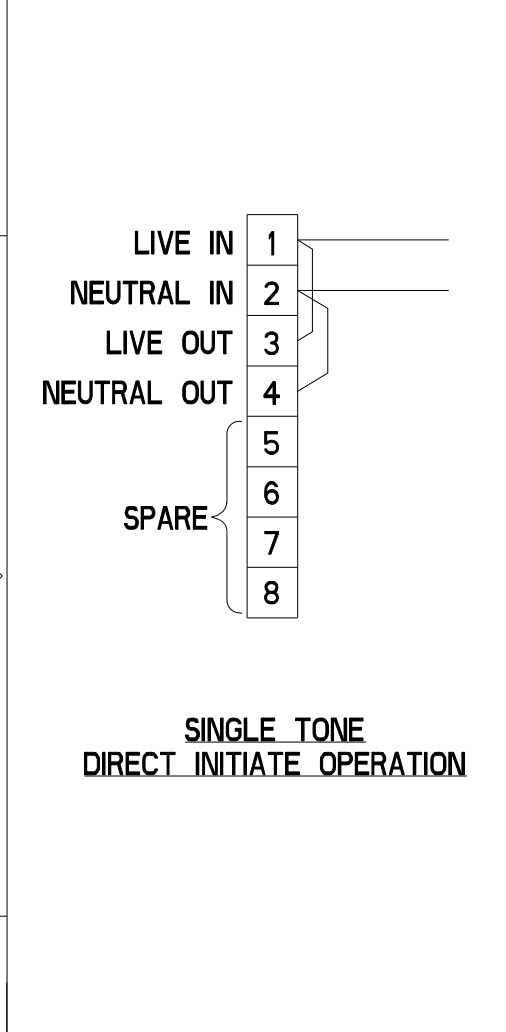 LIVE IN 1
NEUTRAL IN 2
LIVE OUT 3
NEUTRAL OUT 4
5
6
SPARE
7
8
SINGLE TONE
DIRECT INITIATE OPERATION